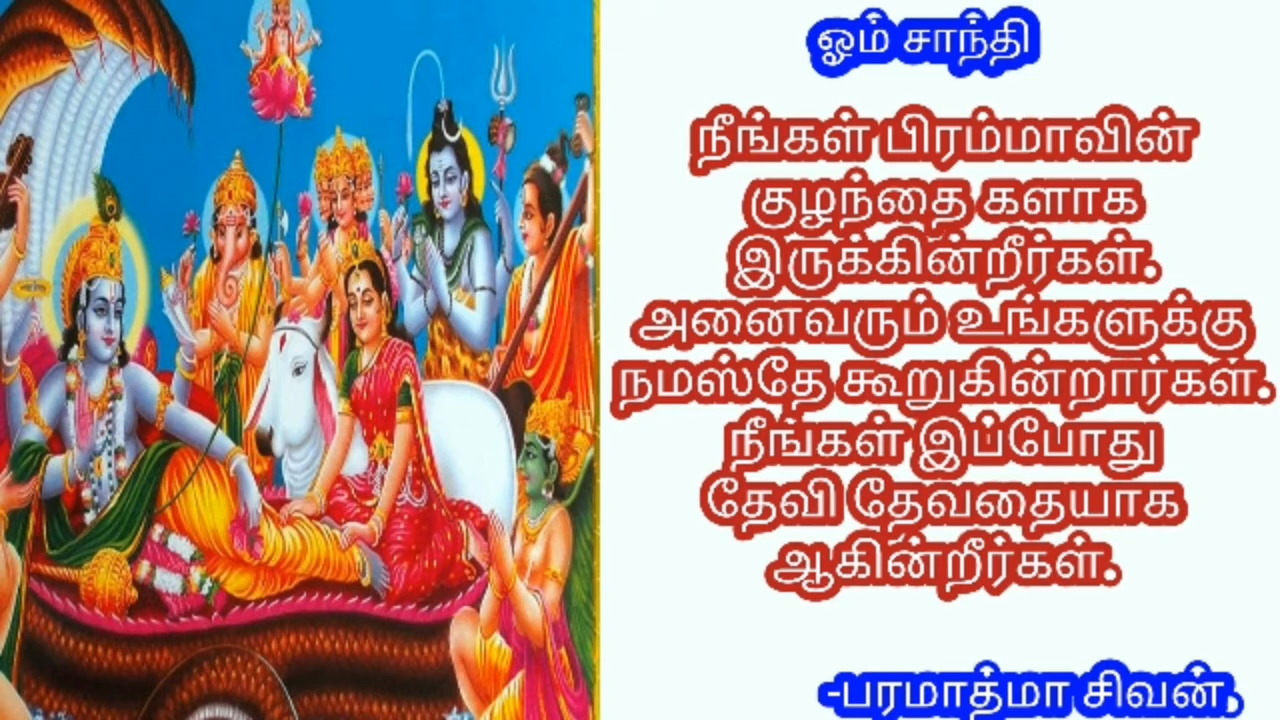 ஓம் சாந்தி
நீங்கள் பிரம்மாவின்
குழந்தை களாக
இருக்கின்றீர்கள்.
அனைவரும் உங்களுக்கு
நமஸ்தே கூறுகின்றார்கள்.
நீங்கள் இப்போது
தேவி தேவதையாக
ஆகின்றீர்கள்.
-பரமாத்மா சிவன்,